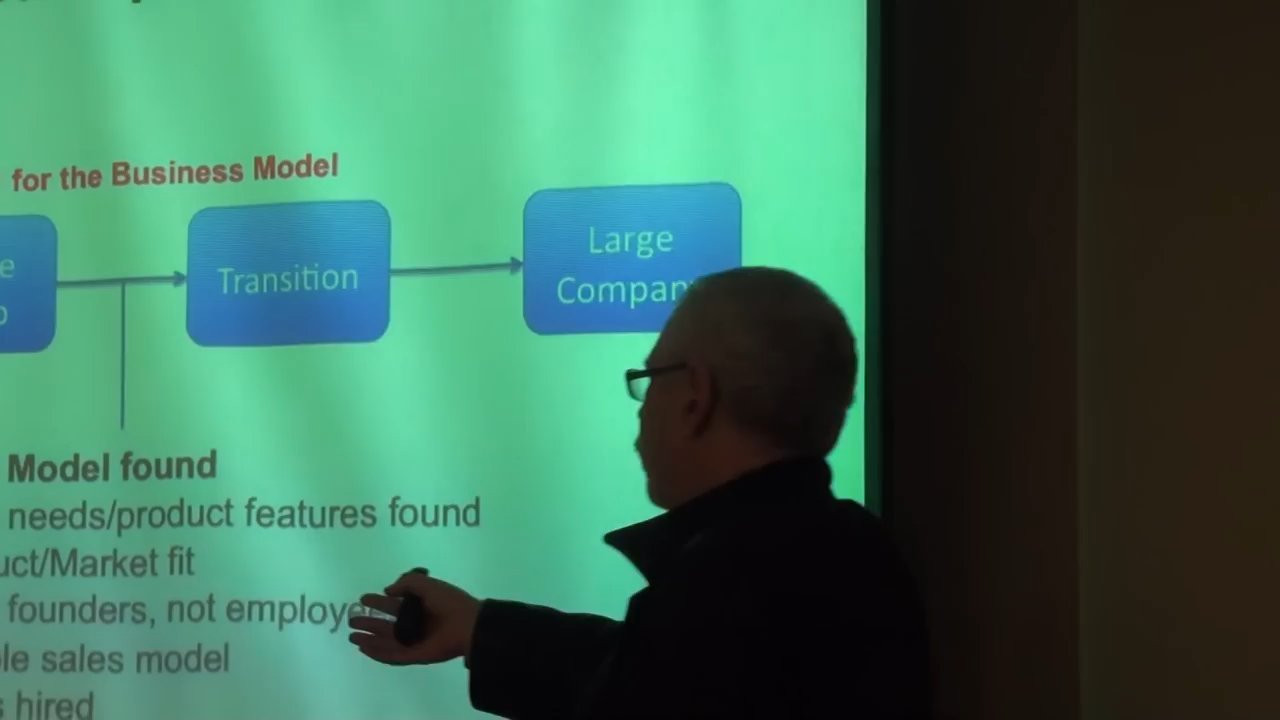 for the Business Model
Transition
Large
Company
Model found
needs/product features found
uct/Market fit
founders, not employe
le sales model
s hired